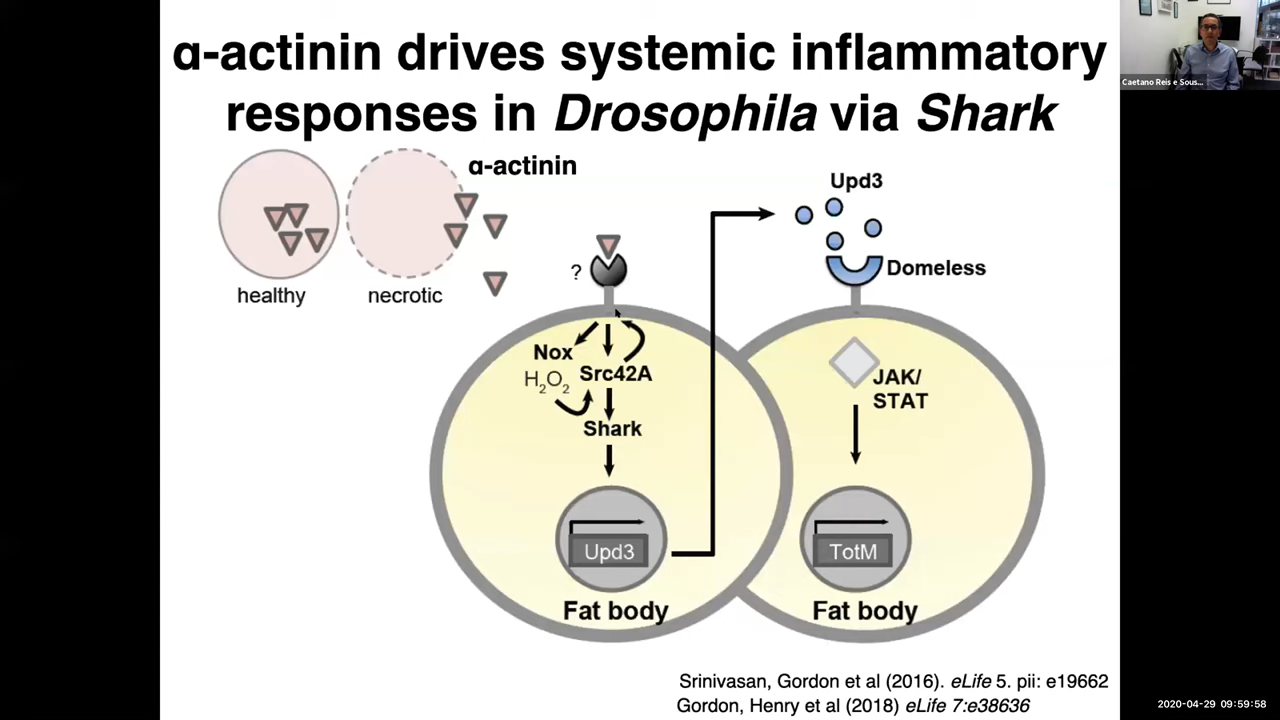 ɑ-actinin drives systemic inflammatory
responses in Drosophila via Shark
Caetano Reis e Sous...
ɑ-actinin
healthy
necrotic
?
Upd3
Domeless
Nox
H₂O₂
Src42A
Shark
Upd3
Fat body
JAK/
STAT
TotM
Fat body
Srinivasan, Gordon et al (2016). eLife 5. pii: e19662
Gordon, Henry et al (2018) eLife 7:e38636
2020-04-29 09:59:58